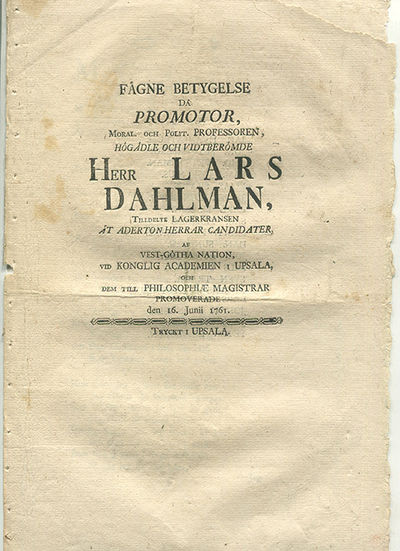 FÅGNE BETYGELSE
DÅ
PROMOTOR,
MORAL. OCH POLIT. PROFESSOREN,
HÖGÄDLE OCH VIDTBERÖMDE
HERR LARS
DAHLMAN,
TILLDELTE LAGERKRANSEN
ÅT ADERTON HERRAR CANDIDATER,
AF
VEST-GÖTHA NATION,
VID KONGLIG ACADEMIEN I UPSALA,
OCH
DEM TILL PHILOSOPHIÆ MAGISTRAR
PROMOVERADE
den 16. Junii 1761.
TRYCKT I UPSALA.